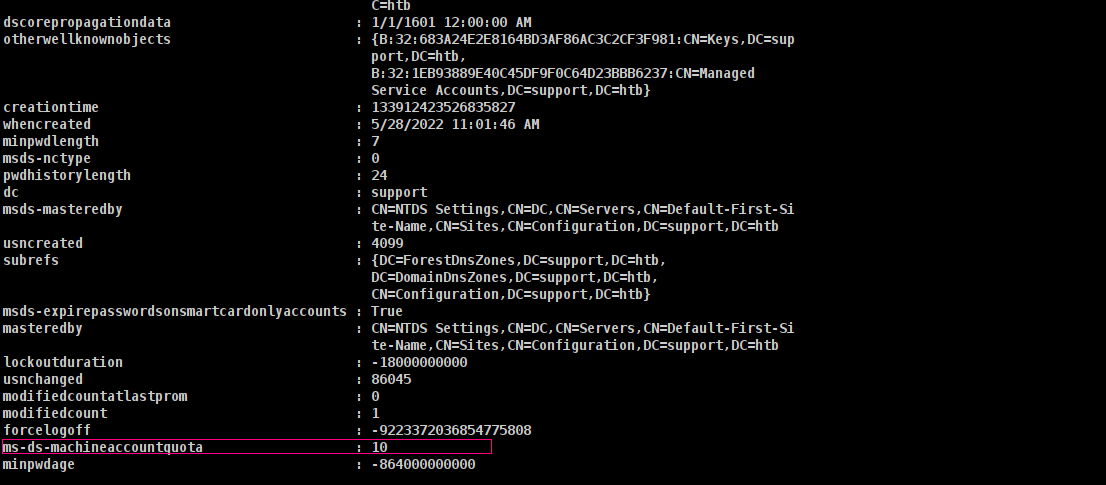 C=htb
dscorepropagationdata : 1/1/1601 12:00:00 AM
otherwellknownobjects : {B:32:683A24E2E8164BD3AF86AC3C2CF3F981:CN=Keys,DC=sup
port,DC=htb,
B:32:1EB93889E40C45DF9F0C64D23BBB6237:CN=Managed
Service Accounts,DC=support,DC=htb}
creationtime : 133912423526835827
whencreated : 5/28/2022 11:01:46 AM
minpwdlength : 7
msds-nctype : 0
pwdhistorylength : 24
dc : support
msds-masteredby : CN=NTDS Settings,CN=DC,CN=Servers,CN=Default-First-Si
te-Name,CN=Sites,CN=Configuration,DC=support,DC=htb
usncreated : 4099
subrefs : {DC=ForestDnsZones,DC=support,DC=htb,
DC=DomainDnsZones,DC=support,DC=htb,
CN=Configuration,DC=support,DC=htb}
msds-expirepasswordsonsmartcardonlyaccounts : True
masteredby : CN=NTDS Settings,CN=DC,CN=Servers,CN=Default-First-Si
te-Name,CN=Sites,CN=Configuration,DC=support,DC=htb
lockoutduration : -18000000000
usnchanged : 86045
modifiedcountatlastprom : 0
modifiedcount : 1
forcelogoff : -9223372036854775808
ms-ds-machineaccountquota : 10
minpwdage : -864000000000